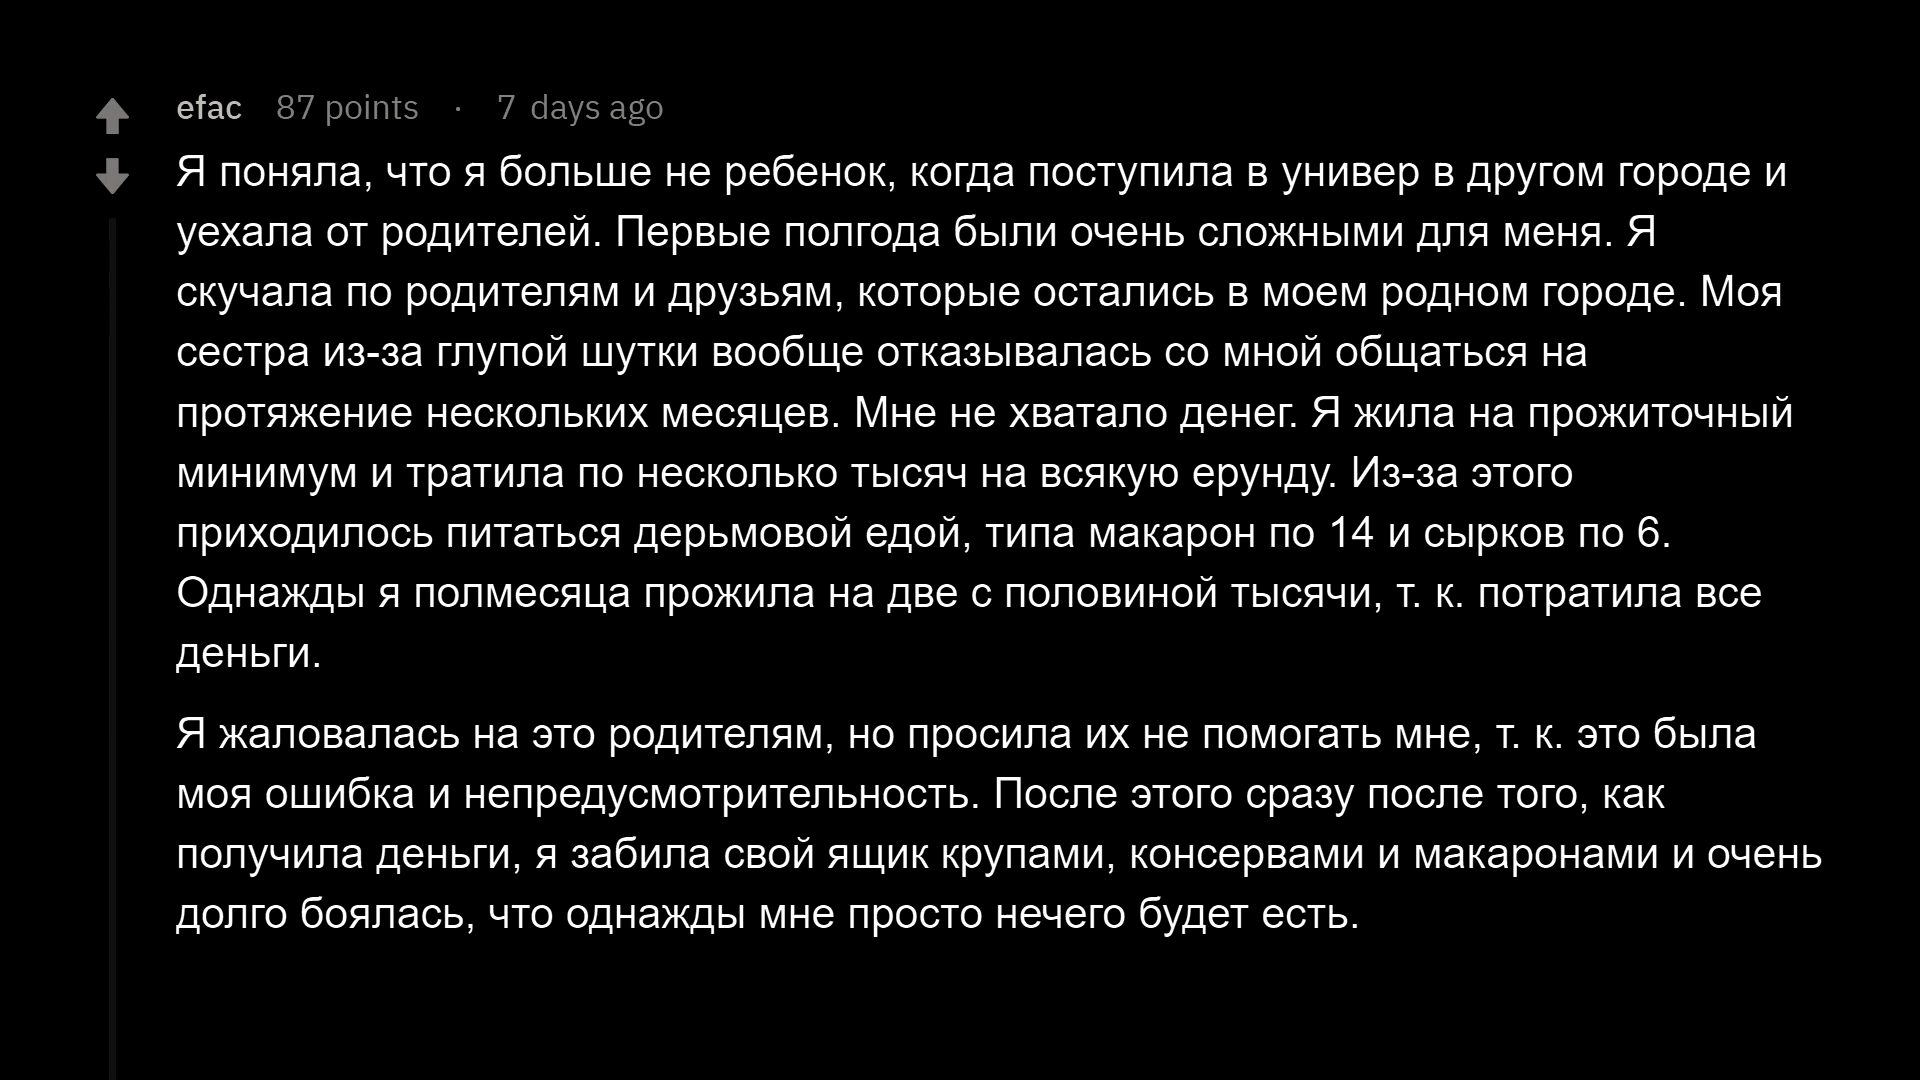 efac 87 points · 7 days ago
Я поняла, что я больше не ребенок, когда поступила в универ в другом городе и
уехала от родителей. Первые полгода были очень сложными для меня. Я
скучала по родителям и друзьям, которые остались в моем родном городе. Моя
сестра из-за глупой шутки вообще отказывалась со мной общаться на
протяжение нескольких месяцев. Мне не хватало денег. Я жила на прожиточный
минимум и тратила по несколько тысяч на всякую ерунду. Из-за этого
приходилось питаться дерьмовой едой, типа макарон по 14 и сырков по 6.
Однажды я полмесяца прожила на две с половиной тысячи, т. к. потратила все
деньги.
Я жаловалась на это родителям, но просила их не помогать мне, т. к. это была
моя ошибка и непредусмотрительность. После этого сразу после того, как
получила деньги, я забила свой ящик крупами, консервами и макаронами и очень
долго боялась, что однажды мне просто нечего будет есть.